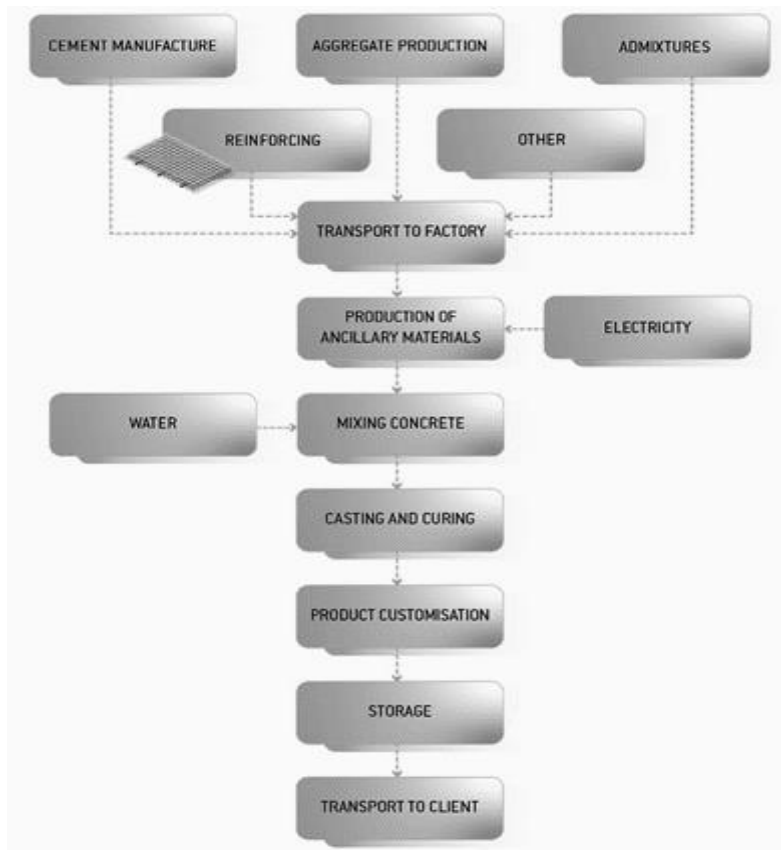 CEMENT MANUFACTURE
AGGREGATE PRODUCTION
ADMIXTURES
REINFORCING
OTHER
TRANSPORT TO FACTORY
PRODUCTION OF
ANCILLARY MATERIALS
ELECTRICITY
WATER
MIXING CONCRETE
CASTING AND CURING
PRODUCT CUSTOMISATION
STORAGE
TRANSPORT TO CLIENT